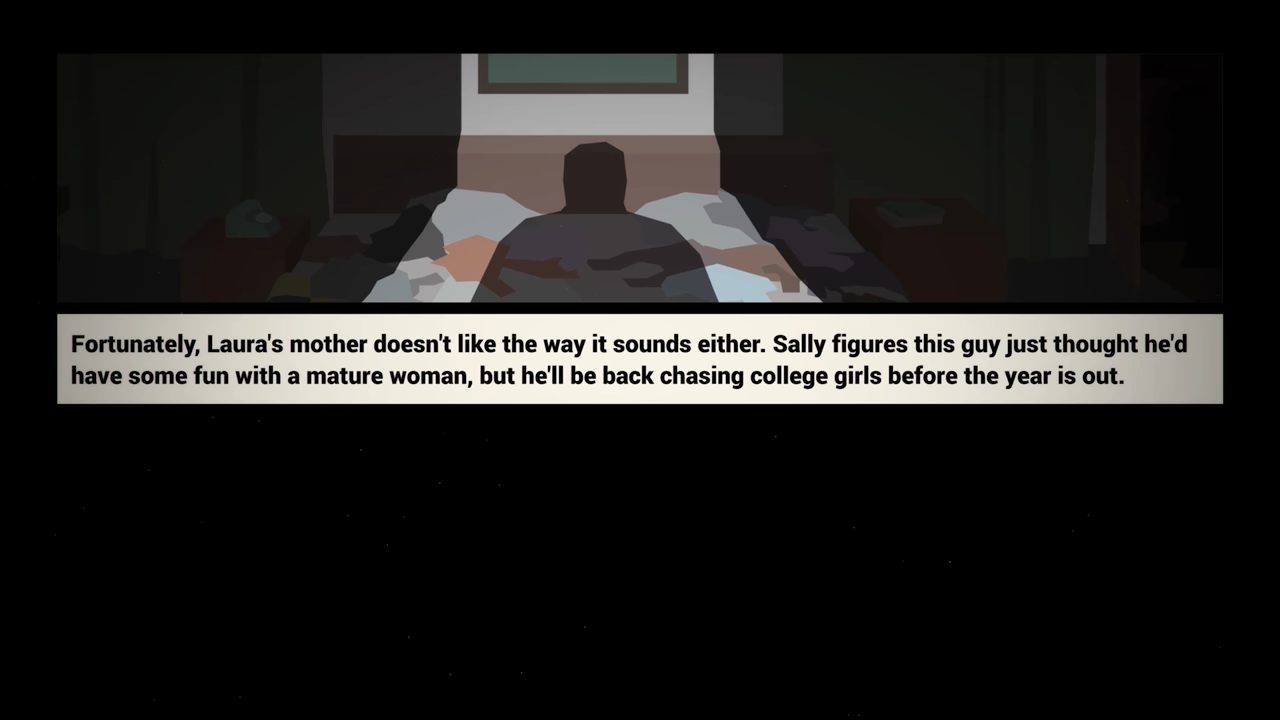 Fortunately, Laura's mother doesn't like the way it sounds either. Sally figures this guy just thought he'd
have some fun with a mature woman, but he'll be back chasing college girls before the year is out.